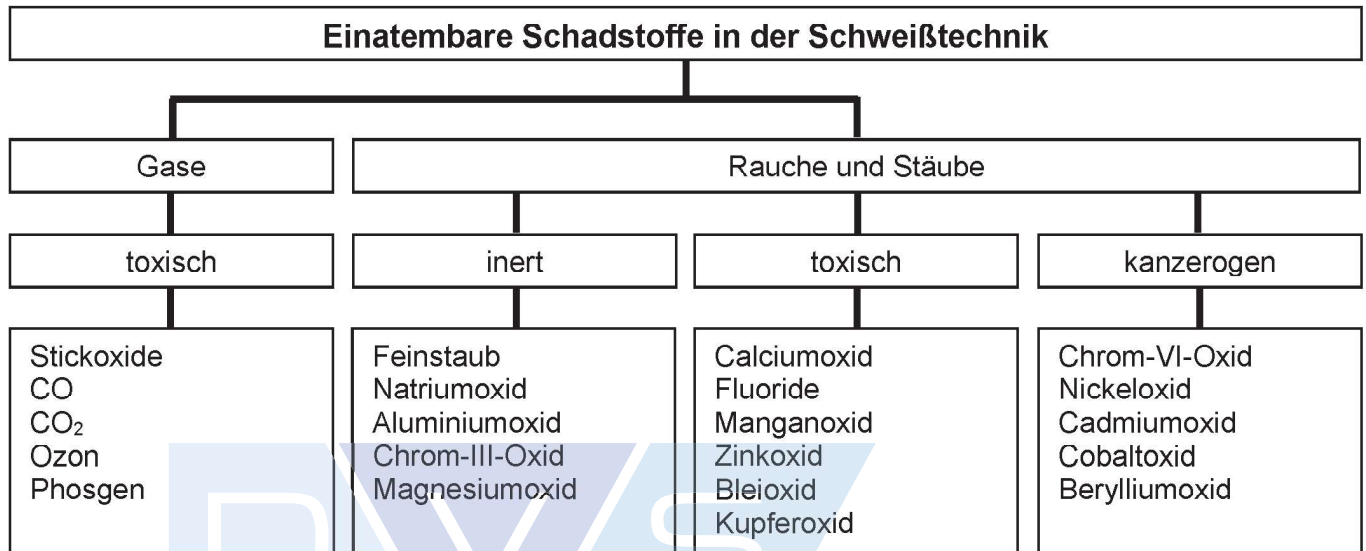 Einatembare Schadstoffe in der Schweißtechnik
Gase
Rauche und Stäube
toxisch
inert
toxisch
kanzerogen
Stickoxide
CO
CO₂
Ozon
Phosgen
Feinstaub
Natriumoxid
Aluminiumoxid
Chrom-III-Oxid
Magnesiumoxid
Calciumoxid
Fluoride
Manganoxid
Zinkoxid
Bleioxid
Kupferoxid
Chrom-VI-Oxid
Nickeloxid
Cadmiumoxid
Cobaltoxid
Berylliumoxid
DVS